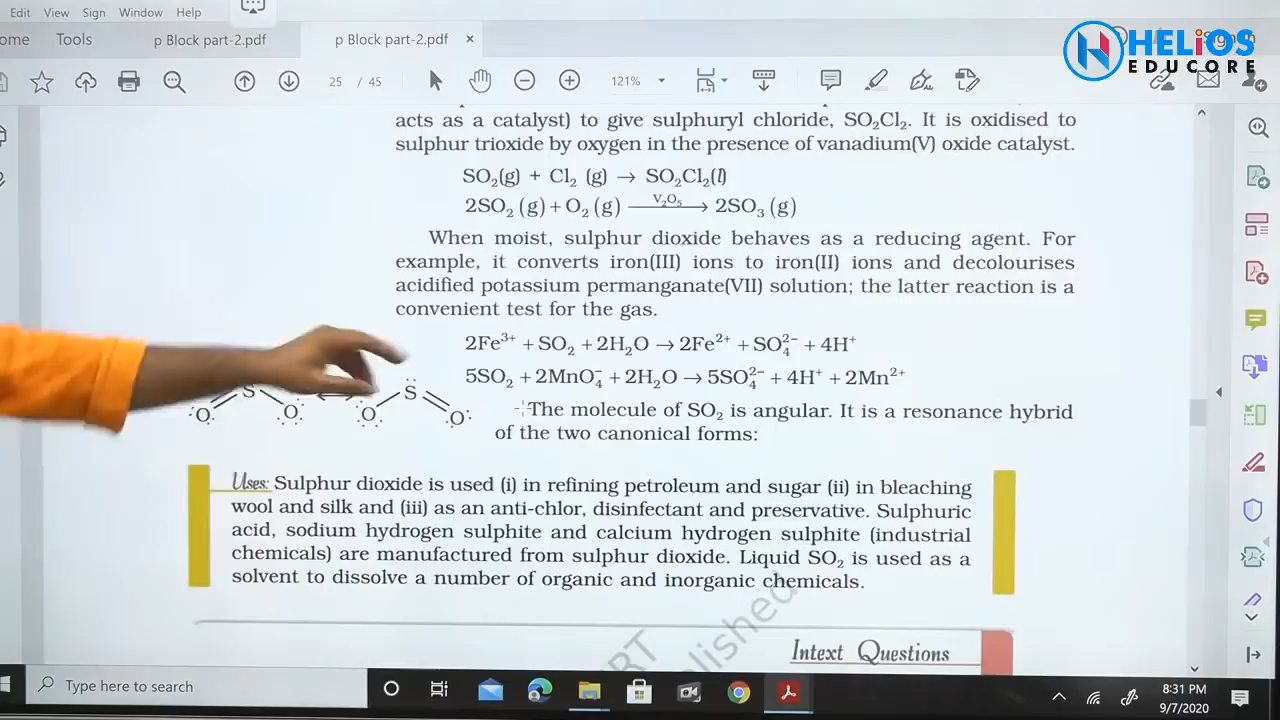 Edit View Sign Window Help
ome Tools p Block part-2.pdf p Block part-2.pdf ×
HELiOS
EDUCORE
25 / 45 121%
acts as a catalyst) to give sulphuryl chloride, SO₂Cl₂. It is oxidised to
sulphur trioxide by oxygen in the presence of vanadium(V) oxide catalyst.
SO₂(g) + Cl₂ (g) → SO₂Cl₂(l)
V₂O₅
2SO₂ (g) + O₂ (g) ⟶ 2SO₃ (g)
When moist, sulphur dioxide behaves as a reducing agent. For
example, it converts iron(III) ions to iron(II) ions and decolourises
acidified potassium permanganate(VII) solution; the latter reaction is a
convenient test for the gas.
2Fe³⁺ + SO₂ + 2H₂O → 2Fe²⁺ + SO₄²⁻ + 4H⁺
5SO₂ + 2MnO₄⁻ + 2H₂O → 5SO₄²⁻ + 4H⁺ + 2Mn²⁺
S S
O O O O
The molecule of SO₂ is angular. It is a resonance hybrid
of the two canonical forms:
Uses: Sulphur dioxide is used (i) in refining petroleum and sugar (ii) in bleaching
wool and silk and (iii) as an anti-chlor, disinfectant and preservative. Sulphuric
acid, sodium hydrogen sulphite and calcium hydrogen sulphite (industrial
chemicals) are manufactured from sulphur dioxide. Liquid SO₂ is used as a
solvent to dissolve a number of organic and inorganic chemicals.
Intext Questions
Type here to search
8:31 PM
9/7/2020